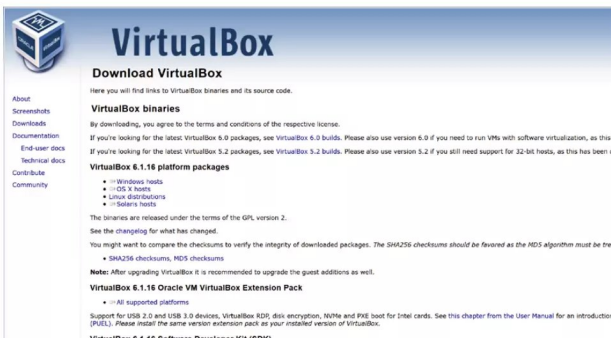 VirtualBox
Download VirtualBox
Here you will find links to VirtualBox binaries and its source code.
VirtualBox binaries
By downloading, you agree to the terms and conditions of the respective license.
If you're looking for the latest VirtualBox 6.0 packages, see VirtualBox 6.0 builds. Please also use version 6.0 if you need to run VMs with software virtualization, as this
If you're looking for the latest VirtualBox 5.2 packages, see VirtualBox 5.2 builds. Please also use version 5.2 if you still need support for 32-bit hosts, as this has been
VirtualBox 6.1.16 platform packages
Windows hosts
OS X hosts
Linux distributions
Solaris hosts
The binaries are released under the terms of the GPL version 2.
See the changelog for what has changed.
You might want to compare the checksums to verify the integrity of downloaded packages. The SHA256 checksums should be favored as the MD5 algorithm must be tre
SHA256 checksums, MD5 checksums
Note: After upgrading VirtualBox it is recommended to upgrade the guest additions as well.
VirtualBox 6.1.16 Oracle VM VirtualBox Extension Pack
All supported platforms
Support for USB 2.0 and USB 3.0 devices, VirtualBox RDP, disk encryption, NVMe and PXE boot for Intel cards. See this chapter from the User Manual for an introduction
(PUEL). Please install the same version extension pack as your installed version of VirtualBox.
VirtualBox 6.1.16 Software Developer Kit (SDK)
About
Screenshots
Downloads
Documentation
End-user docs
Technical docs
Contribute
Community